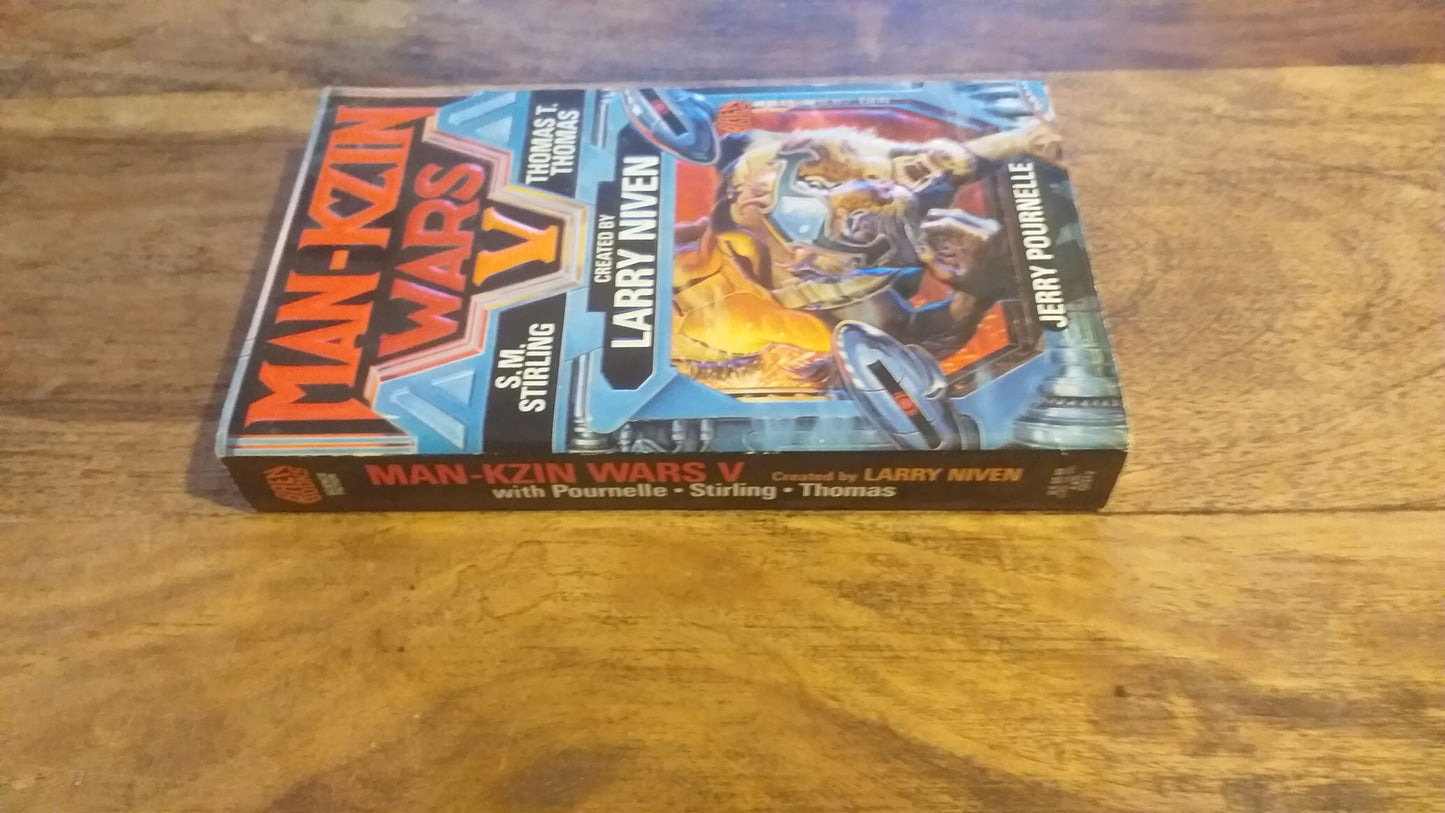 MAN-KZIN
WARS
V
S.M.
STIRLING
THOMAS T.
THOMAS
CREATED BY
LARRY NIVEN
JERRY POURNELLE
MAN-KZIN WARS V Created by LARRY NIVEN
with Pournelle • Stirling • Thomas